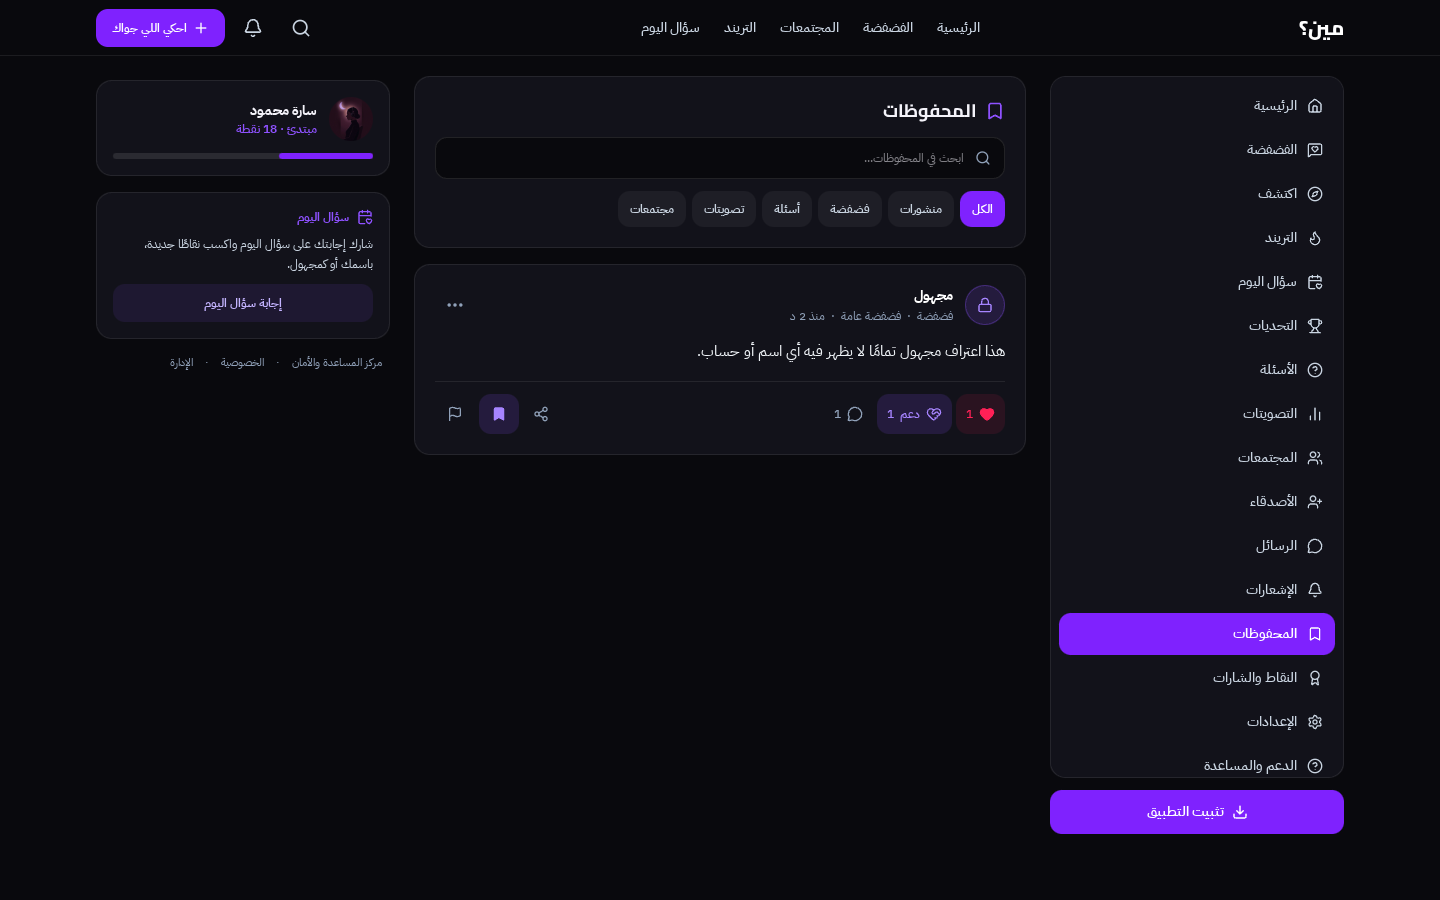 مين؟
الرئيسية
الفضفضة
المجتمعات
التريند
سؤال اليوم
احكي اللي جواك
الرئيسية
الفضفضة
اكتشف
التريند
سؤال اليوم
التحديات
الأسئلة
التصويتات
المجتمعات
الأصدقاء
الرسائل
الإشعارات
المحفوظات
النقاط والشارات
الإعدادات
الدعم والمساعدة
تثبيت التطبيق
المحفوظات
ابحث في المحفوظات...
الكل
منشورات
فضفضة
أسئلة
تصويتات
مجتمعات
مجهول
فضفضة · فضفضة عامة · منذ 2 د
هذا اعتراف مجهول تمامًا لا يظهر فيه أي اسم أو حساب.
1
دعم 1
1
سارة محمود
مبتدئ · 18 نقطة
سؤال اليوم
شارك إجابتك على سؤال اليوم واكسب نقاطًا جديدة،
باسمك أو كمجهول.
إجابة سؤال اليوم
مركز المساعدة والأمان · الخصوصية · الإدارة